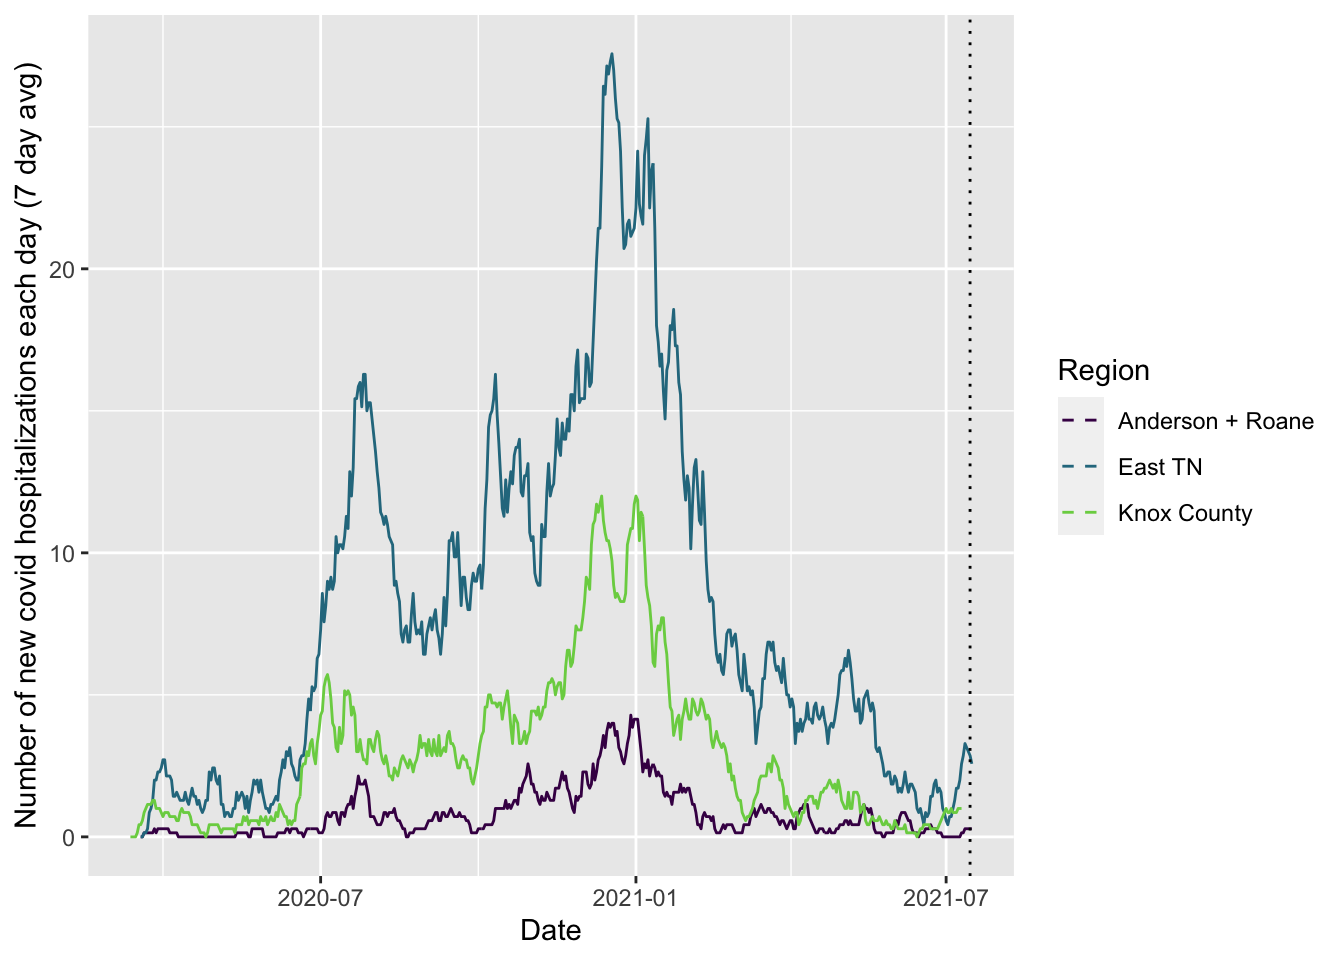 Number of new covid hospitalizations each day (7 day avg)
20
10
0
2020-07
2021-01
2021-07
Date
Region
Anderson + Roane
East TN
Knox County